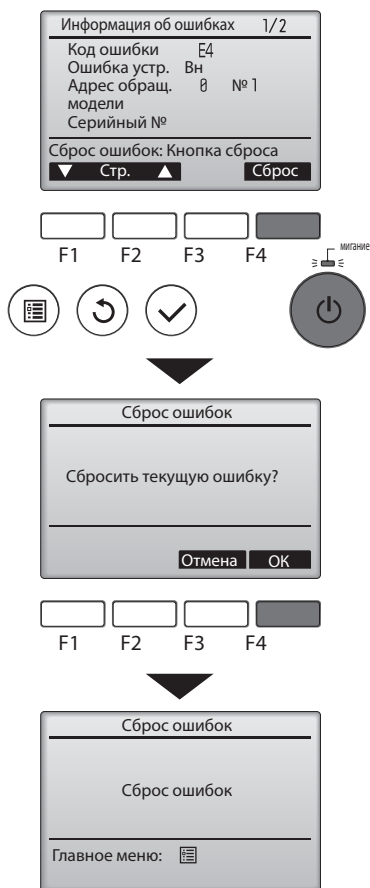 Информация об ошибках 1/2
Код ошибки E4
Ошибка устр. Вн
Адрес обращ. 0 №1
модели
Серийный №
Сброс ошибок: Кнопка сброса
▼ Стр. ▲ Сброс
F1 F2 F3 F4
мигание
Сброс ошибок
Сбросить текущую ошибку?
Отмена OK
F1 F2 F3 F4
Сброс ошибок
Сброс ошибок
Главное меню: